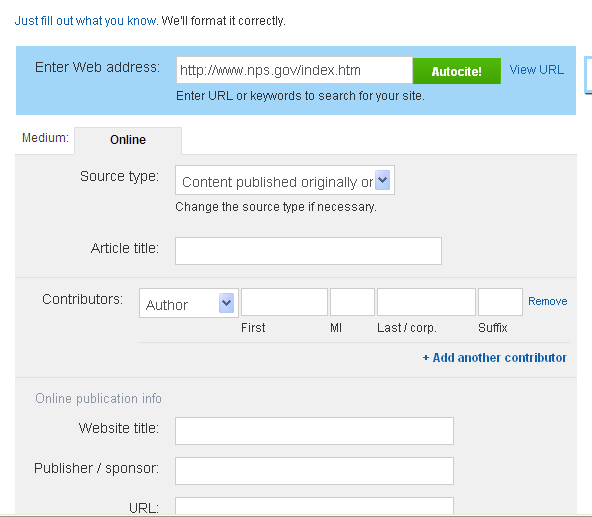 Just fill out what you know. We'll format it correctly.
Enter Web address: http://www.nps.gov/index.htm Autocite! View URL
Enter URL or keywords to search for your site.
Medium: Online
Source type: Content published originally or
Change the source type if necessary.
Article title:
Contributors: Author Remove
First MI Last / corp. Suffix
+ Add another contributor
Online publication info
Website title:
Publisher / sponsor:
URL: